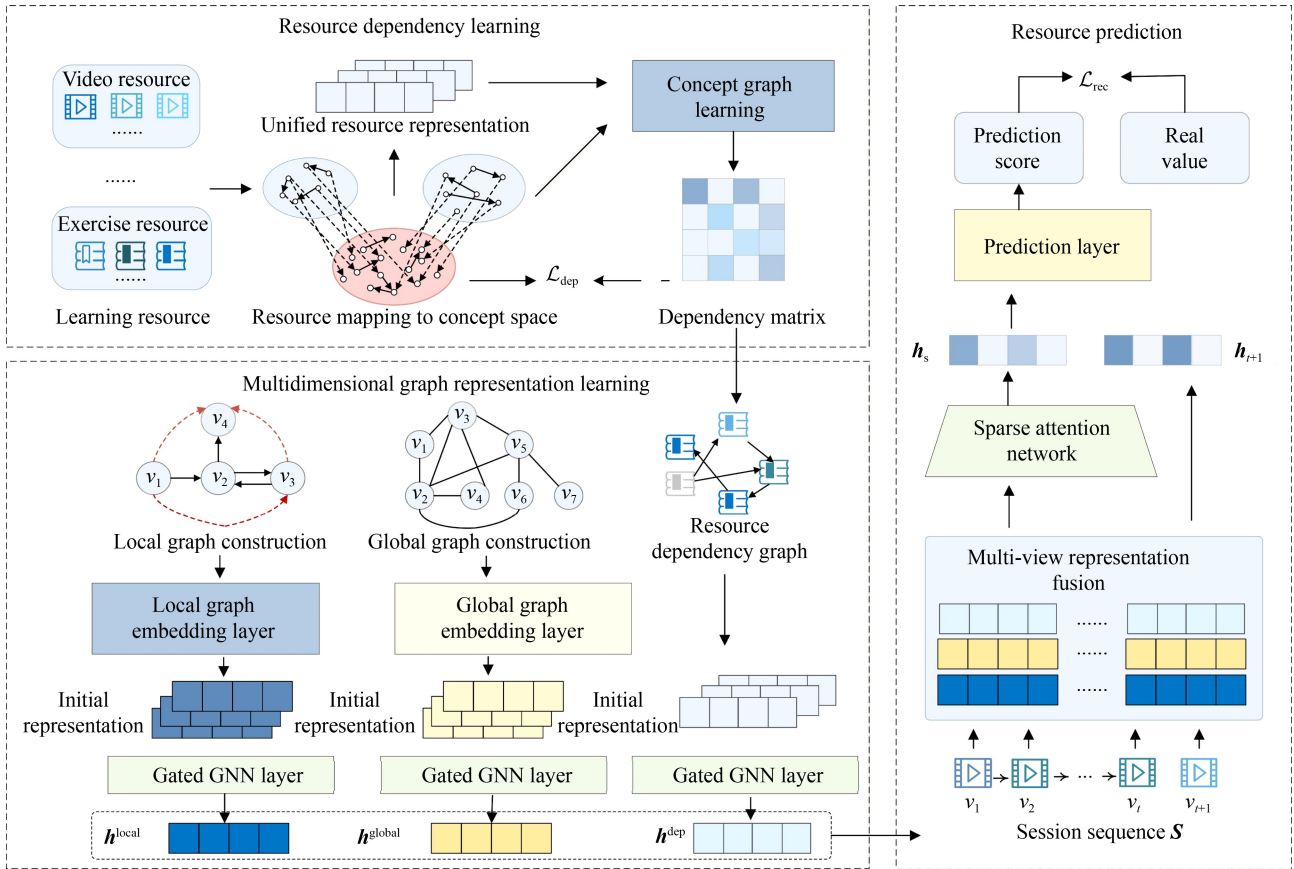 Resource dependency learning
Video resource
......
......
Exercise resource
......
Learning resource
Unified resource representation
Resource mapping to concept space
Concept graph
learning
ℒdep
Dependency matrix
Multidimensional graph representation learning
v4
v1
v2
v3
Local graph construction
v3
v1
v5
v2
v4
v6
v7
Global graph construction
Resource
dependency graph
Local graph
embedding layer
Global graph
embedding layer
Initial
representation
Initial
representation
Initial
representation
Gated GNN layer
Gated GNN layer
Gated GNN layer
h^local
h^global
h^dep
Resource prediction
ℒrec
Prediction
score
Real
value
Prediction layer
hs
ht+1
Sparse attention
network
Multi-view representation
fusion
......
......
......
...
v1
v2
vt
vt+1
Session sequence S